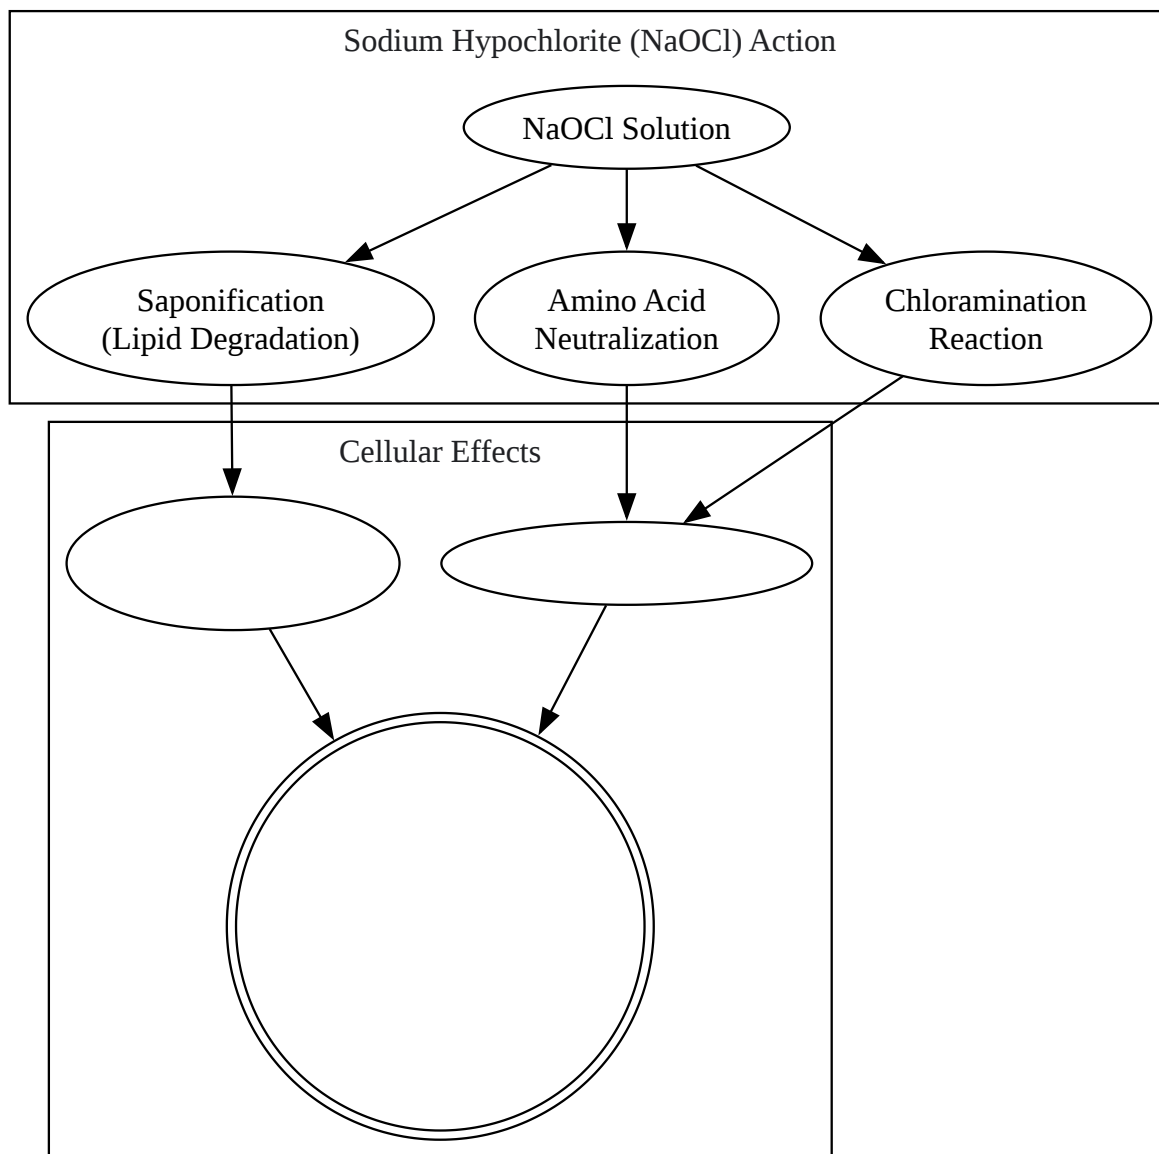 Sodium Hypochlorite (NaOCl) Action
NaOCl Solution
Saponification
(Lipid Degradation)
Amino Acid
Neutralization
Chloramination
Reaction
Cellular Effects